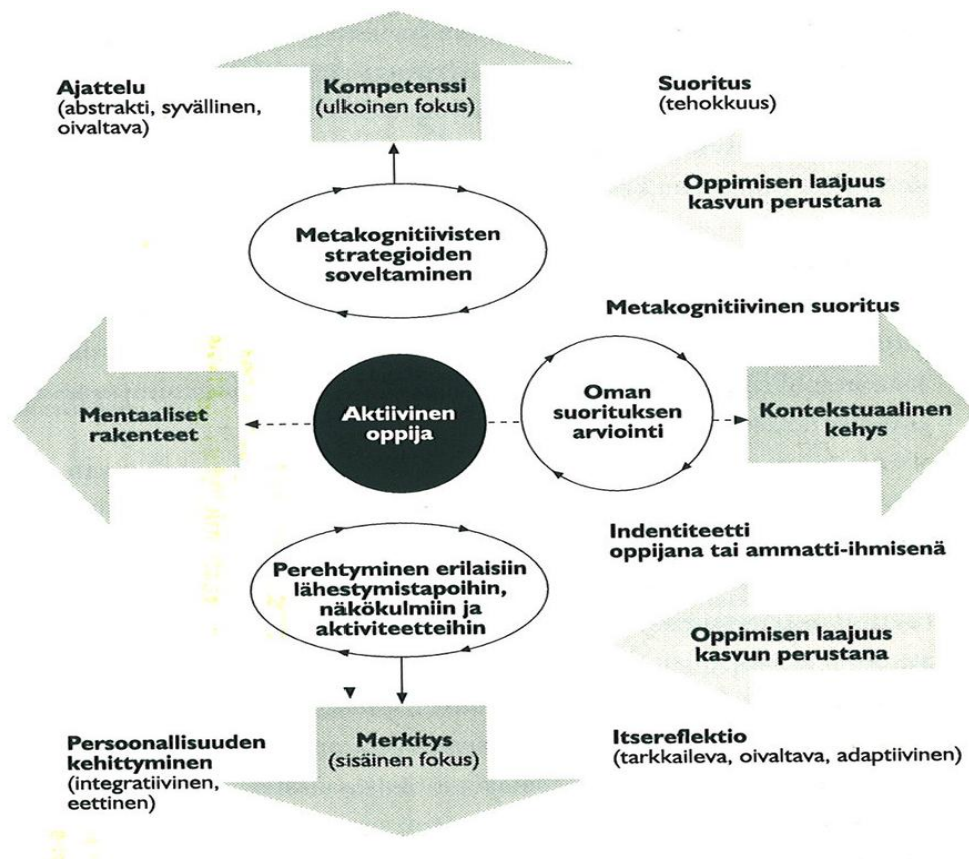 Ajattelu
(abstrakti, syvällinen,
oivaltava)
Kompetenssi
(ulkoinen fokus)
Suoritus
(tehokkuus)
Oppimisen laajuus
kasvun perustana
Metakognitiivisten
strategioiden
soveltaminen
Metakognitiivinen suoritus
Mentaaliset
rakenteet
Aktiivinen
oppija
Oman
suorituksen
arviointi
Kontekstuaalinen
kehys
Indentiteetti
oppijana tai ammatti-ihmisenä
Perehtyminen erilaisiin
lähestymistapoihin,
näkökulmiin ja
aktiviteetteihin
Oppimisen laajuus
kasvun perustana
Persoonallisuuden
kehittyminen
(integratiivinen,
eettinen)
Merkitys
(sisäinen fokus)
Itsereflektio
(tarkkaileva, oivaltava, adaptiivinen)